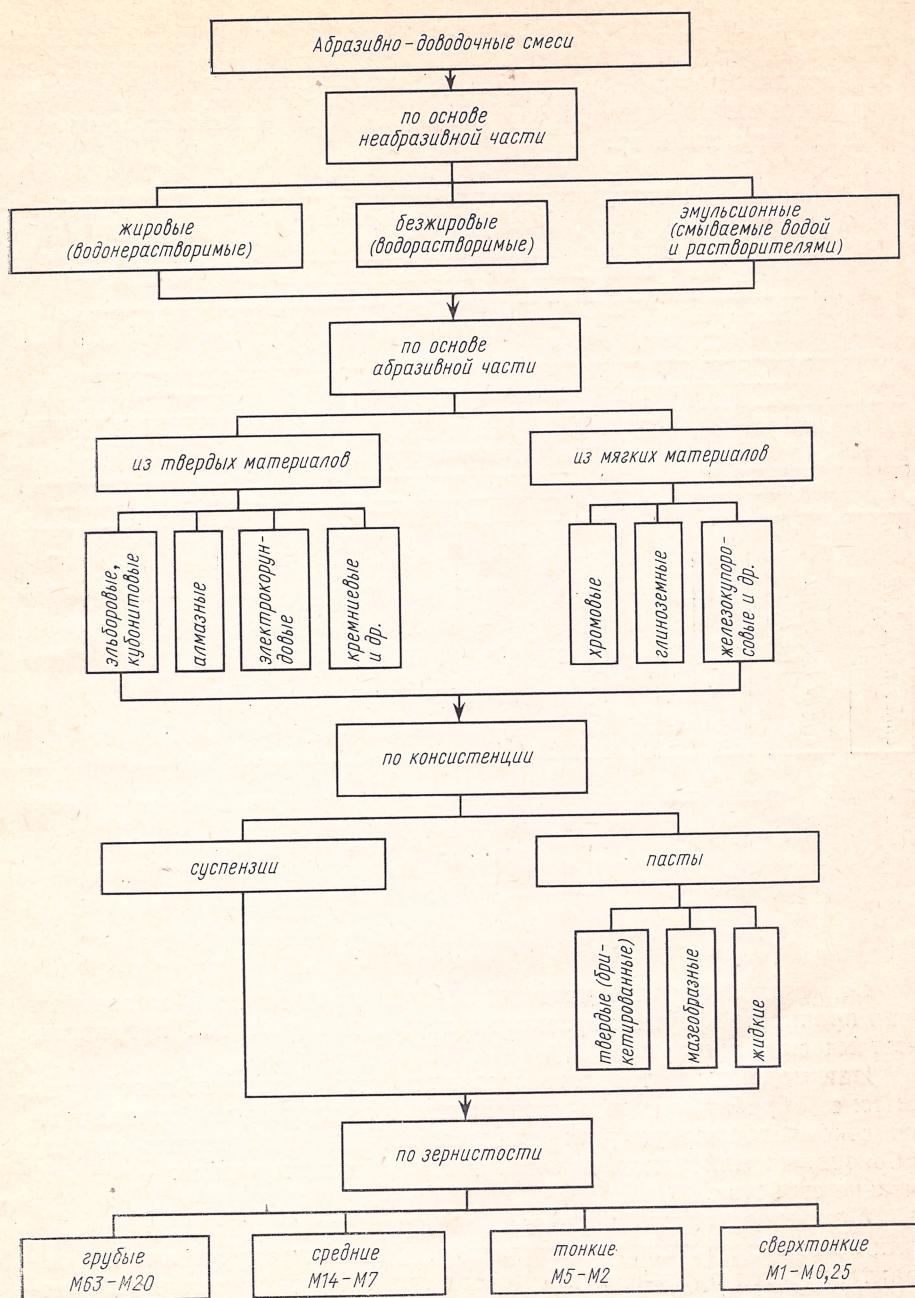 Абразивно-доводочные смеси
по основе
неабразивной части
жировые
(водонерастворимые)
безжировые
(водорастворимые)
эмульсионные
(смываемые водой
и растворителями)
по основе
абразивной части
из твердых материалов
из мягких материалов
эльборовые,
кубонитовые
алмазные
электрокорун-
довые
кремниевые
и др.
хромовые
глиноземные
железокупоро-
совые и др.
по консистенции
суспензии
пасты
твердые (бри-
кетированные)
мазеобразные
жидкие
по зернистости
грубые
М63-М20
средние
М14-М7
тонкие
М5-М2
сверхтонкие
М1-М0,25